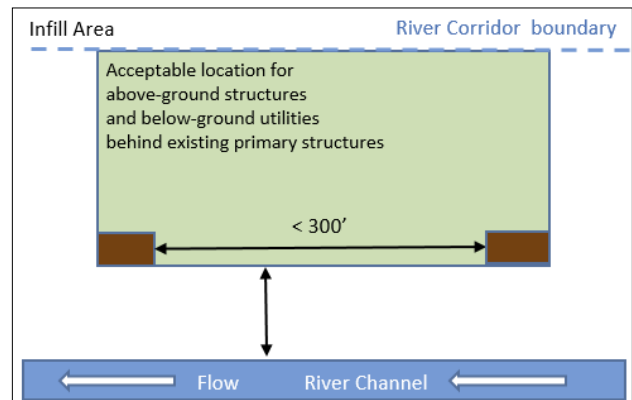 Infill Area
River Corridor boundary
Acceptable location for
above-ground structures
and below-ground utilities
behind existing primary structures
< 300’
Flow
River Channel